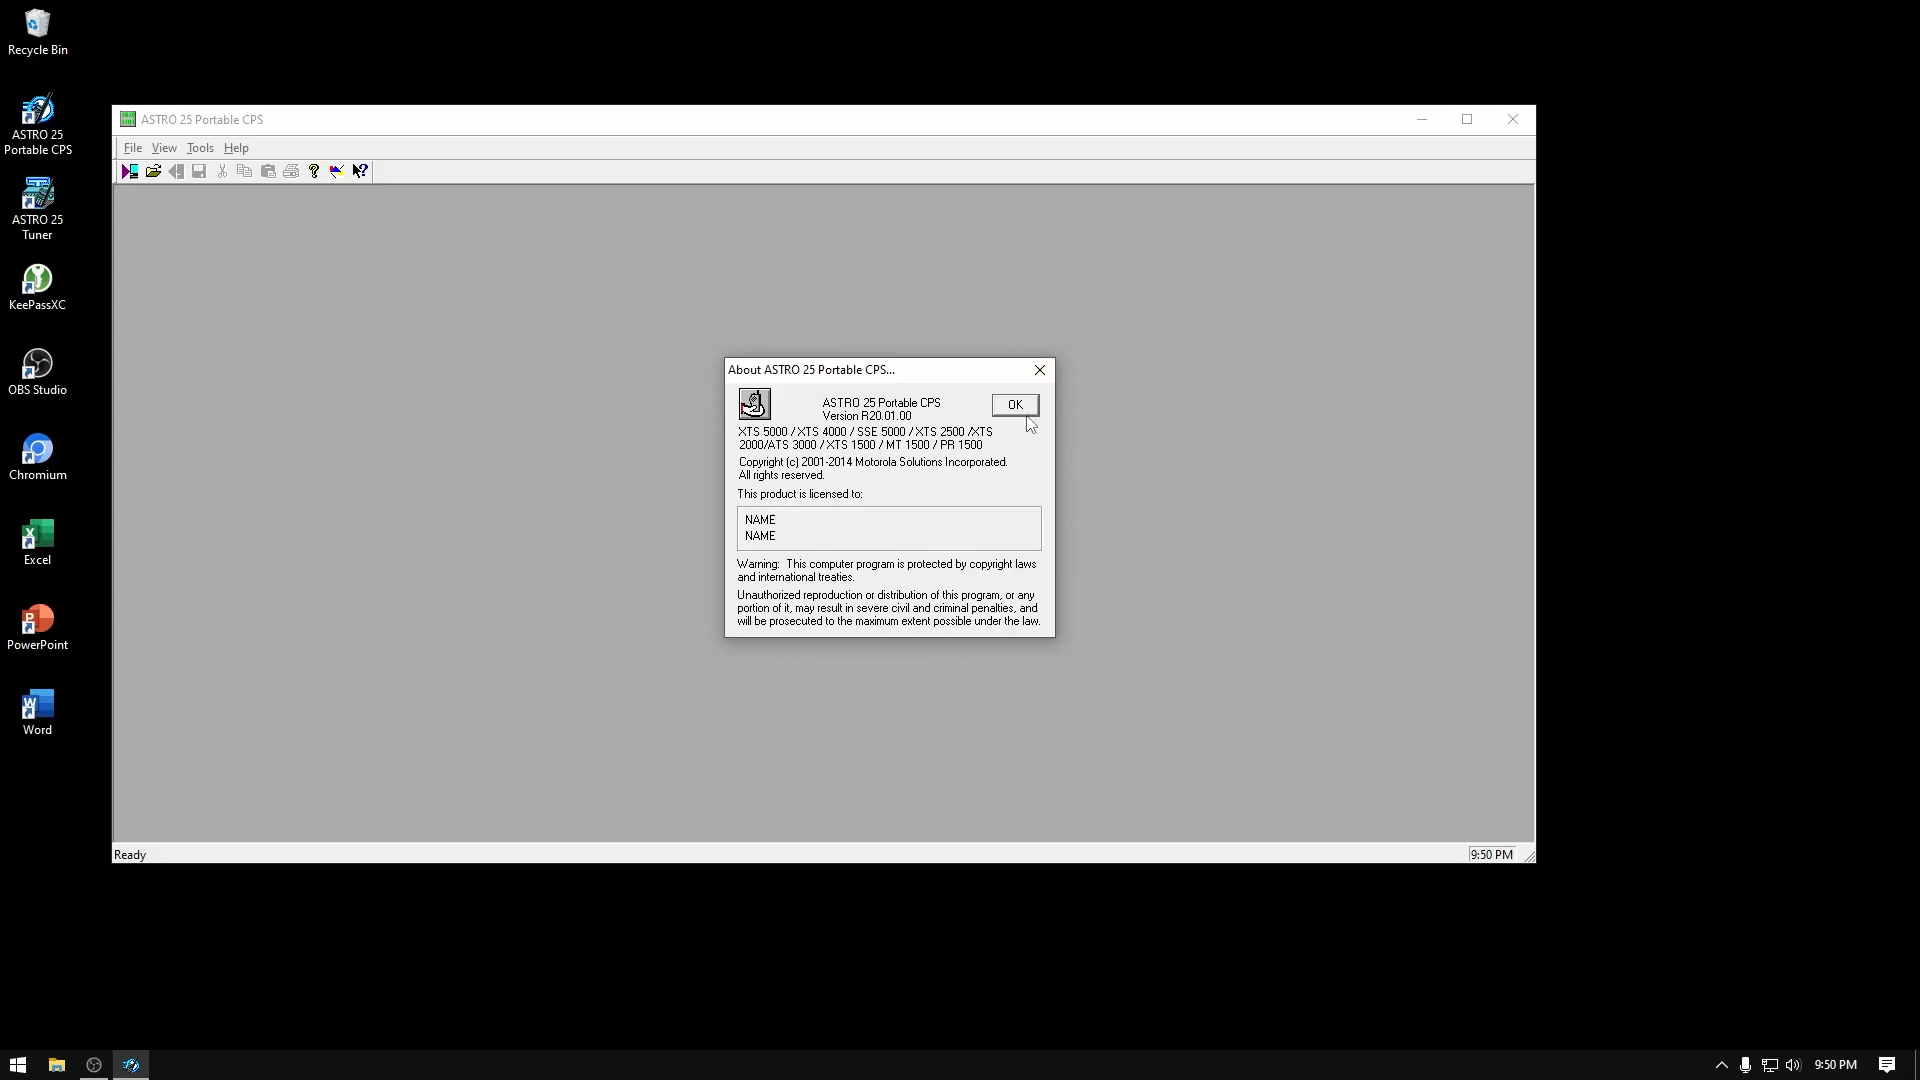 Recycle Bin
ASTRO 25
Portable CPS
ASTRO 25
Tuner
KeePassXC
OBS Studio
Chromium
Excel
PowerPoint
Word
ASTRO 25 Portable CPS
File View Tools Help
About ASTRO 25 Portable CPS...
ASTRO 25 Portable CPS
Version R20.01.00
OK
XTS 5000 / XTS 4000 / SSE 5000 / XTS 2500 /XTS
2000/ATS 3000 / XTS 1500 / MT 1500 / PR 1500
Copyright (c) 2001-2014 Motorola Solutions Incorporated.
All rights reserved.
This product is licensed to:
NAME
NAME
Warning: This computer program is protected by copyright laws
and international treaties.
Unauthorized reproduction or distribution of this program, or any
portion of it, may result in severe civil and criminal penalties, and
will be prosecuted to the maximum extent possible under the law.
Ready
9:50 PM
9:50 PM